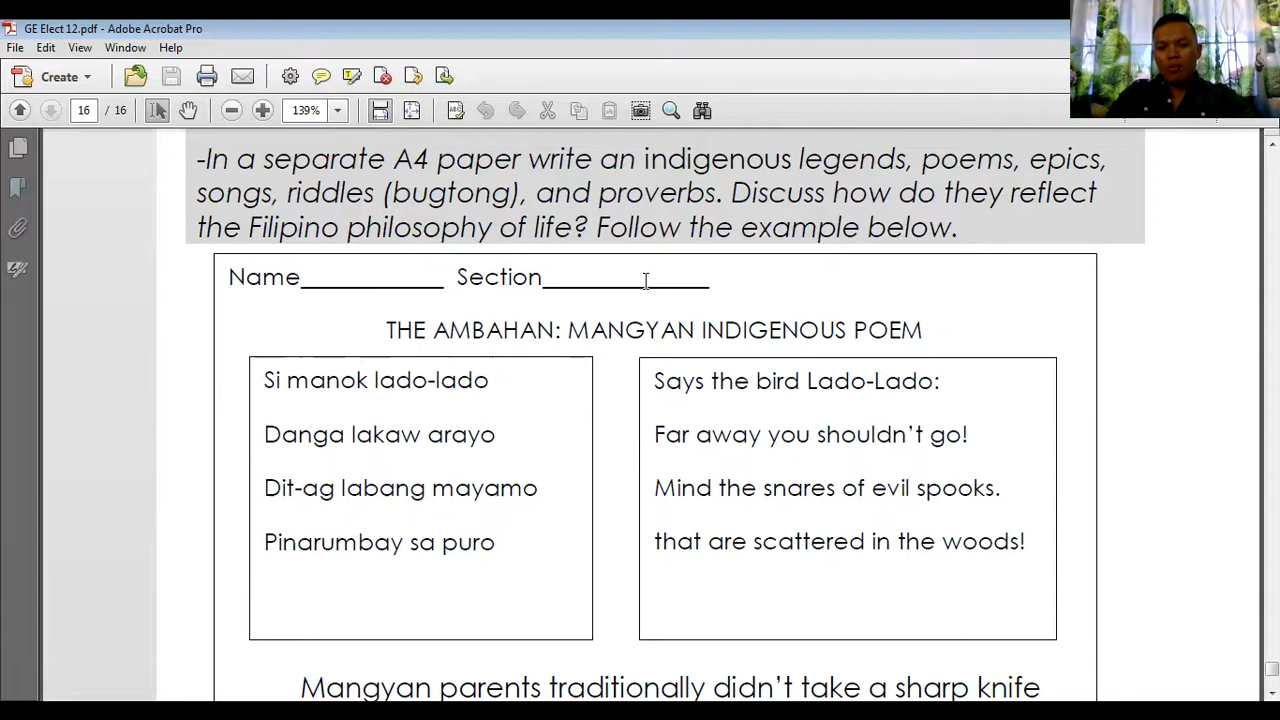 GE Elect 12.pdf - Adobe Acrobat Pro
File Edit View Window Help
Create
16 / 16 139%
-In a separate A4 paper write an indigenous legends, poems, epics,
songs, riddles (bugtong), and proverbs. Discuss how do they reflect
the Filipino philosophy of life? Follow the example below.
Name____________ Section______________
THE AMBAHAN: MANGYAN INDIGENOUS POEM
Si manok lado-lado
Danga lakaw arayo
Dit-ag labang mayamo
Pinarumbay sa puro
Says the bird Lado-Lado:
Far away you shouldn't go!
Mind the snares of evil spooks.
that are scattered in the woods!
Mangyan parents traditionally didn't take a sharp knife